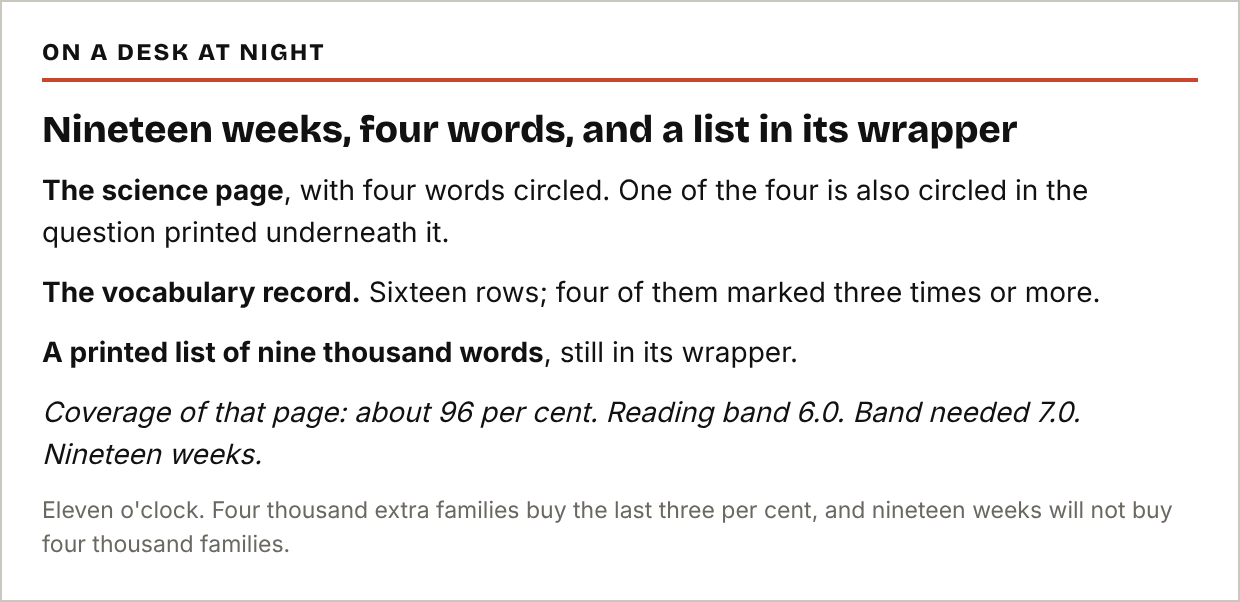 ON A DESK AT NIGHT
Nineteen weeks, four words, and a list in its wrapper
The science page, with four words circled. One of the four is also circled in the
question printed underneath it.
The vocabulary record. Sixteen rows; four of them marked three times or more.
A printed list of nine thousand words, still in its wrapper.
Coverage of that page: about 96 per cent. Reading band 6.0. Band needed 7.0.
Nineteen weeks.
Eleven o'clock. Four thousand extra families buy the last three per cent, and nineteen weeks will not buy
four thousand families.